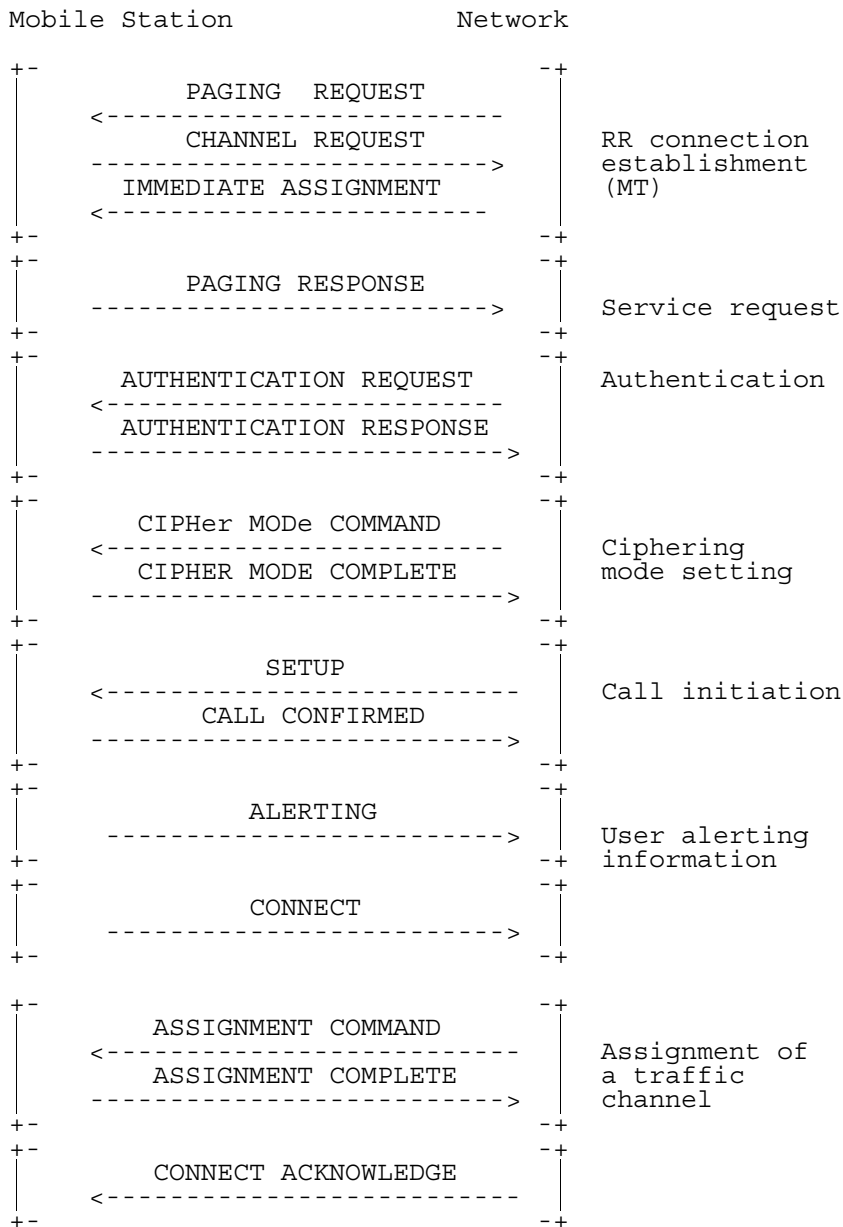 Mobile Station Network
PAGING REQUEST
CHANNEL REQUEST RR connection
establishment
IMMEDIATE ASSIGNMENT (MT)
PAGING RESPONSE
Service request
AUTHENTICATION REQUEST Authentication
AUTHENTICATION RESPONSE
CIPHer MODe COMMAND
Ciphering
CIPHER MODE COMPLETE mode setting
SETUP
Call initiation
CALL CONFIRMED
ALERTING
User alerting
information
CONNECT
ASSIGNMENT COMMAND
Assignment of
ASSIGNMENT COMPLETE a traffic
channel
CONNECT ACKNOWLEDGE